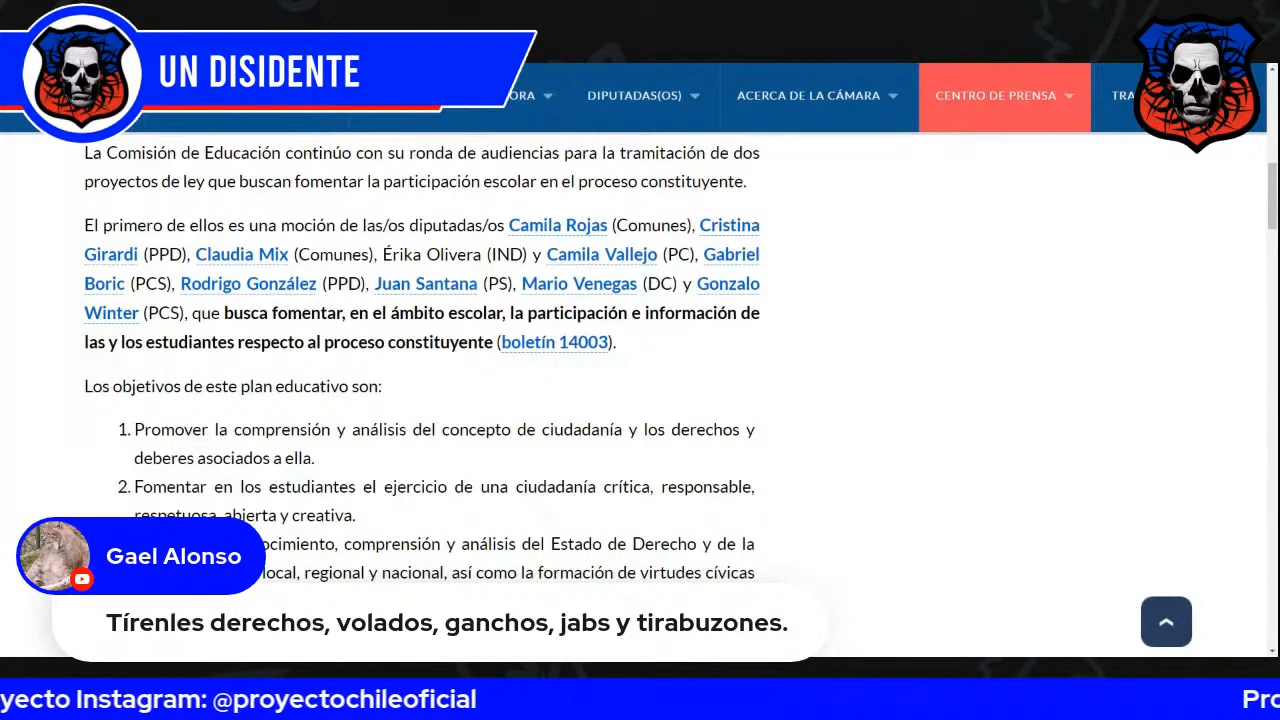 UN DISIDENTE
ORA
DIPUTADAS(OS)
ACERCA DE LA CÁMARA
CENTRO DE PRENSA
TRA
La Comisión de Educación continúo con su ronda de audiencias para la tramitación de dos
proyectos de ley que buscan fomentar la participación escolar en el proceso constituyente.
El primero de ellos es una moción de las/os diputadas/os Camila Rojas (Comunes), Cristina
Girardi (PPD), Claudia Mix (Comunes), Érika Olivera (IND) y Camila Vallejo (PC), Gabriel
Boric (PCS), Rodrigo González (PPD), Juan Santana (PS), Mario Venegas (DC) y Gonzalo
Winter (PCS), que busca fomentar, en el ámbito escolar, la participación e información de
las y los estudiantes respecto al proceso constituyente (boletín 14003).
Los objetivos de este plan educativo son:
1. Promover la comprensión y análisis del concepto de ciudadanía y los derechos y
deberes asociados a ella.
2. Fomentar en los estudiantes el ejercicio de una ciudadanía crítica, responsable,
respetuosa, abierta y creativa.
ocimiento, comprensión y análisis del Estado de Derecho y de la
local, regional y nacional, así como la formación de virtudes cívicas
Gael Alonso
Tírenles derechos, volados, ganchos, jabs y tirabuzones.
yecto Instagram: @proyectochileoficial
Pro